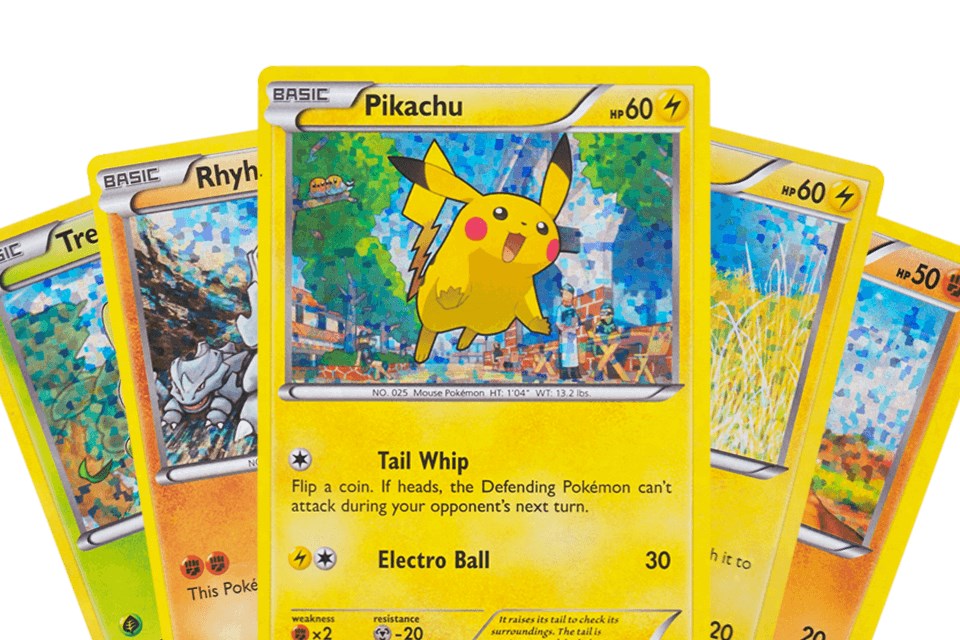 BASIC
Pikachu
HP60
NO. 025 Mouse Pokémon HT: 1'04" WT: 13.2 lbs.
Tail Whip
Flip a coin. If heads, the Defending Pokémon can't
attack during your opponent's next turn.
Electro Ball 30
weakness
×2
resistance
-20
It raises its tail to check its
surroundings. The tail is
BASIC
Rhyh
This Poké
SIC
Tre
HP60
h it to
20
HP50
20